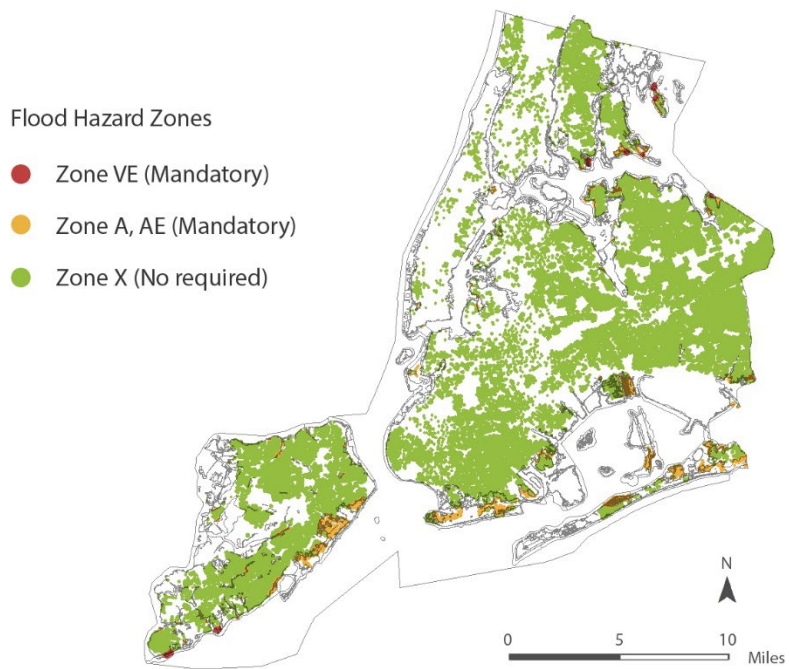 Flood Hazard Zones
Zone VE (Mandatory)
Zone A, AE (Mandatory)
Zone X (No required)
N
0 5 10
Miles